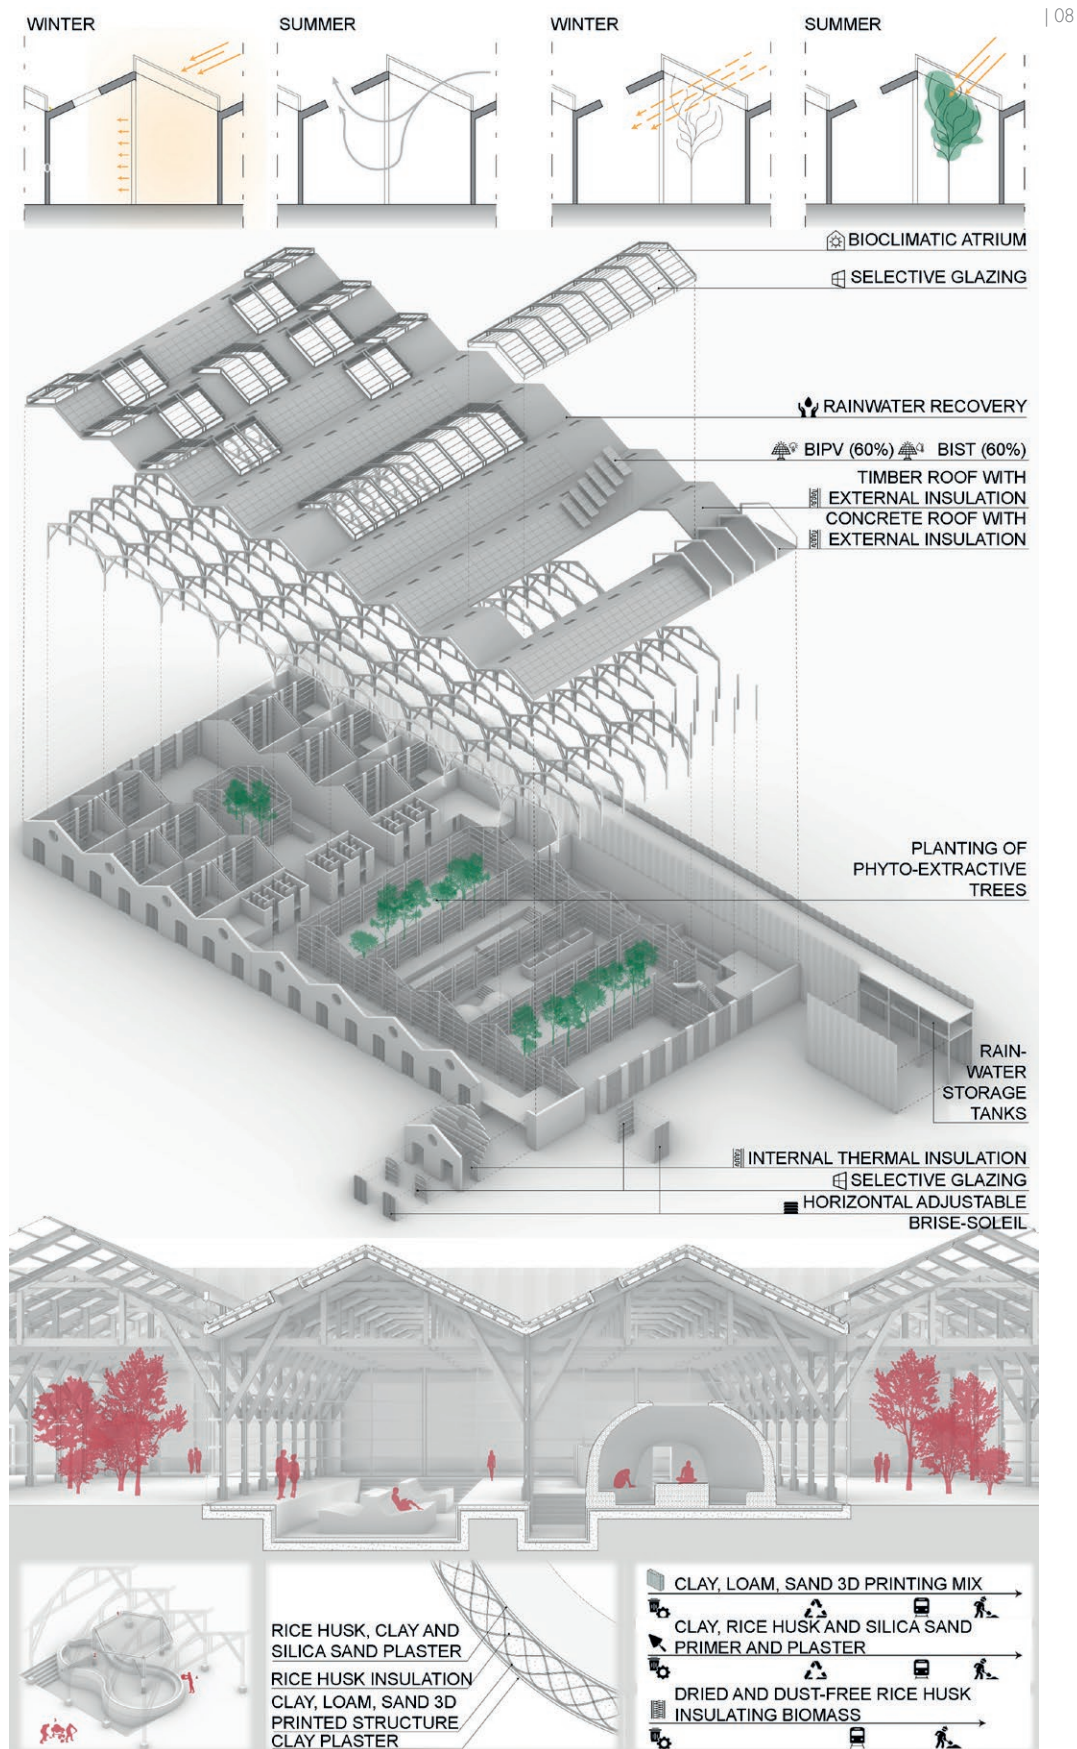 | 08
WINTER
SUMMER
WINTER
SUMMER
BIOCLIMATIC ATRIUM
SELECTIVE GLAZING
RAINWATER RECOVERY
BIPV (60%) BIST (60%)
TIMBER ROOF WITH
EXTERNAL INSULATION
CONCRETE ROOF WITH
EXTERNAL INSULATION
PLANTING OF
PHYTO-EXTRACTIVE
TREES
RAIN-
WATER
STORAGE
TANKS
INTERNAL THERMAL INSULATION
SELECTIVE GLAZING
HORIZONTAL ADJUSTABLE
BRISE-SOLEIL
RICE HUSK, CLAY AND
SILICA SAND PLASTER
RICE HUSK INSULATION
CLAY, LOAM, SAND 3D
PRINTED STRUCTURE
CLAY PLASTER
CLAY, LOAM, SAND 3D PRINTING MIX
CLAY, RICE HUSK AND SILICA SAND
PRIMER AND PLASTER
DRIED AND DUST-FREE RICE HUSK
INSULATING BIOMASS